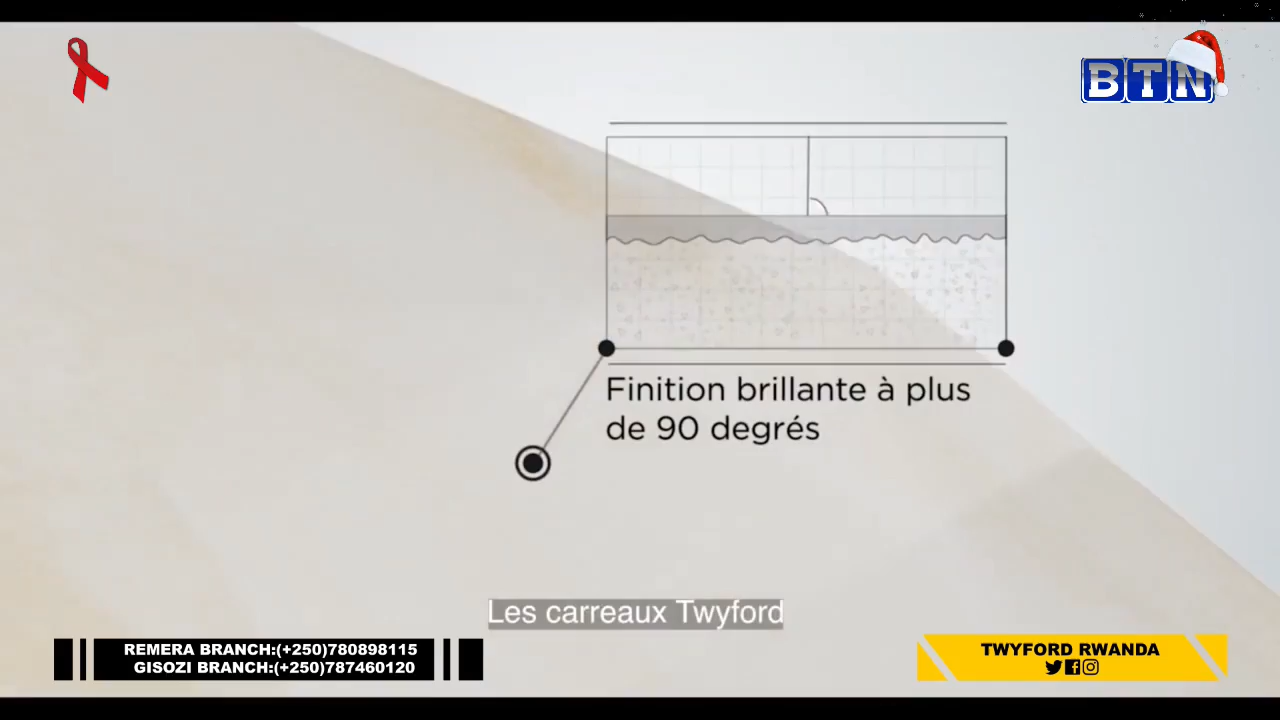 BTN
Finition brillante à plus
de 90 degrés
Les carreaux Twyford
REMERA BRANCH:(+250)780898115
GISOZI BRANCH:(+250)787460120
TWYFORD RWANDA